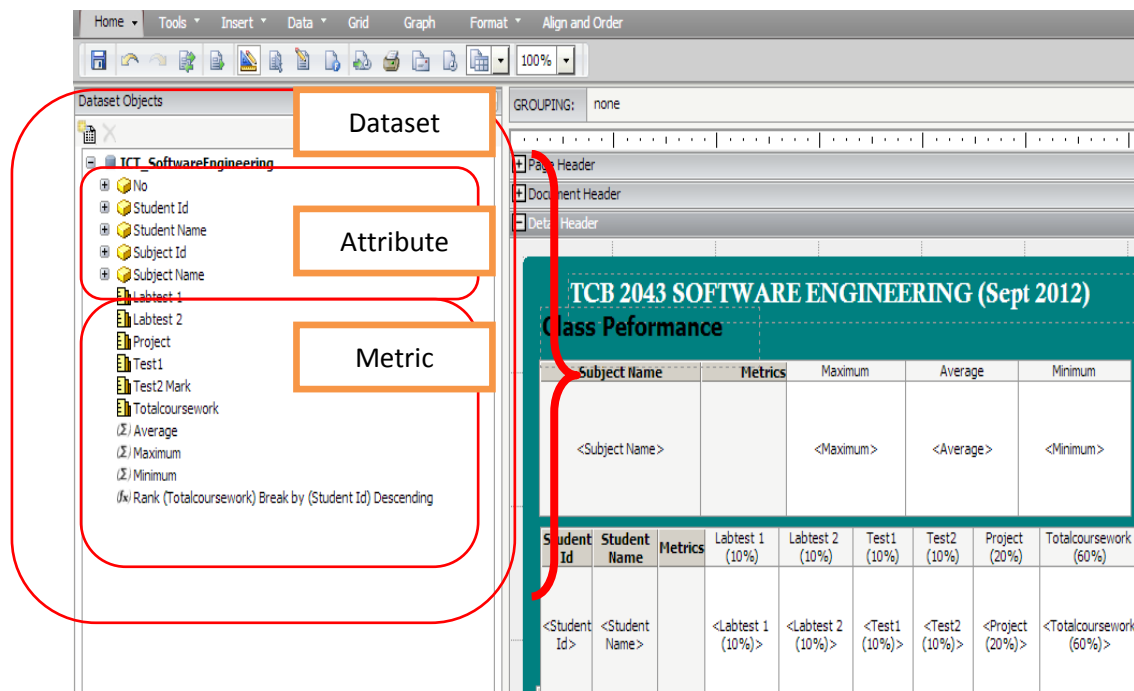 Home Tools Insert Data Grid Graph Format Align and Order
100%
Dataset Objects
GROUPING: none
Dataset
ICT_SoftwareEngineering
No
Student Id
Student Name
Subject Id
Subject Name
Attribute
Labtest 1
Labtest 2
Project
Test1
Test2 Mark
Totalcoursework
(Σ) Average
(Σ) Maximum
(Σ) Minimum
(fx) Rank (Totalcoursework) Break by (Student Id) Descending
Metric
Page Header
Document Header
Detail Header
TCB 2043 SOFTWARE ENGINEERING (Sept 2012)
Class Peformance
Subject Name Metrics Maximum Average Minimum
<Subject Name> <Maximum> <Average> <Minimum>
Student Id Student Name Metrics Labtest 1 (10%) Labtest 2 (10%) Test1 (10%) Test2 (10%) Project (20%) Totalcoursework (60%)
<Student Id> <Student Name> <Labtest 1 (10%)> <Labtest 2 (10%)> <Test1 (10%)> <Test2 (10%)> <Project (20%)> <Totalcoursework (60%)>